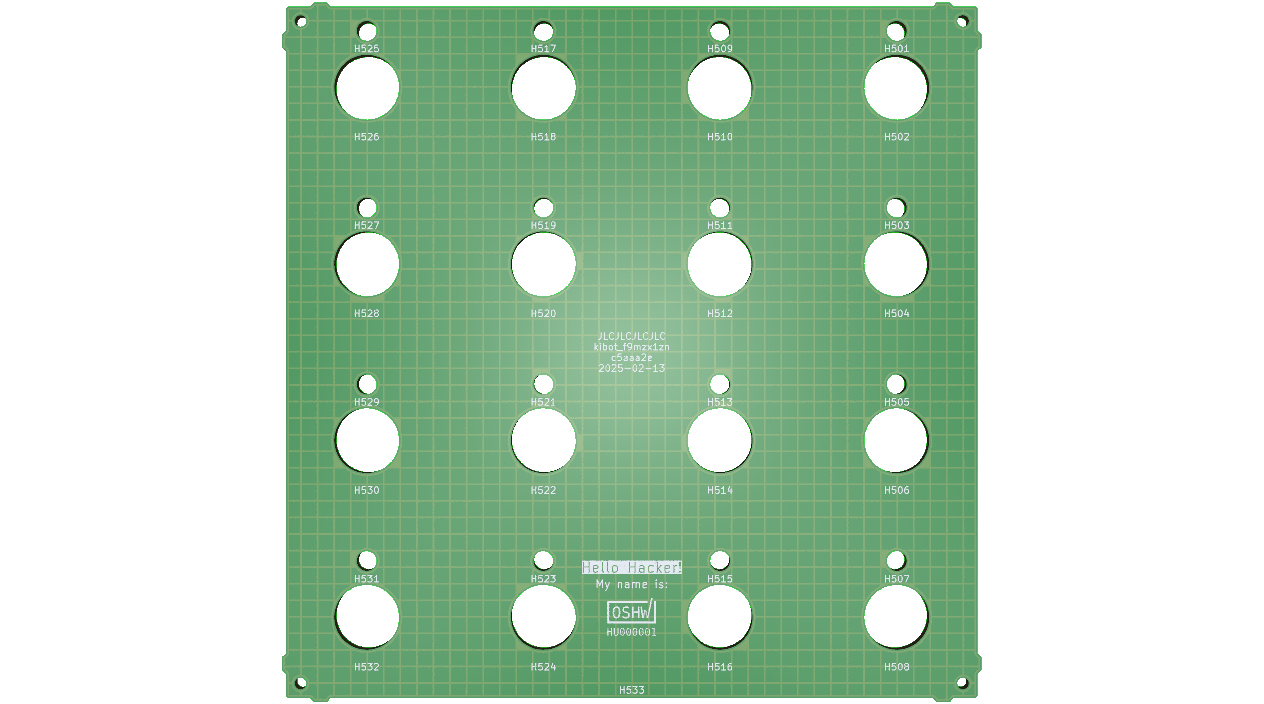 H525 H517 H509 H501
H526 H518 H510 H502
H527 H519 H511 H503
H528 H520 H512 H504
JLCJLCJLCJLC
kibot_f9mzx1zn
c5aaa2e
2025-02-13
H529 H521 H513 H505
H530 H522 H514 H506
Hello Hacker!
H531 H523 My name is: H515 H507
OSHW
HU000001
H532 H524 H516 H508
H533